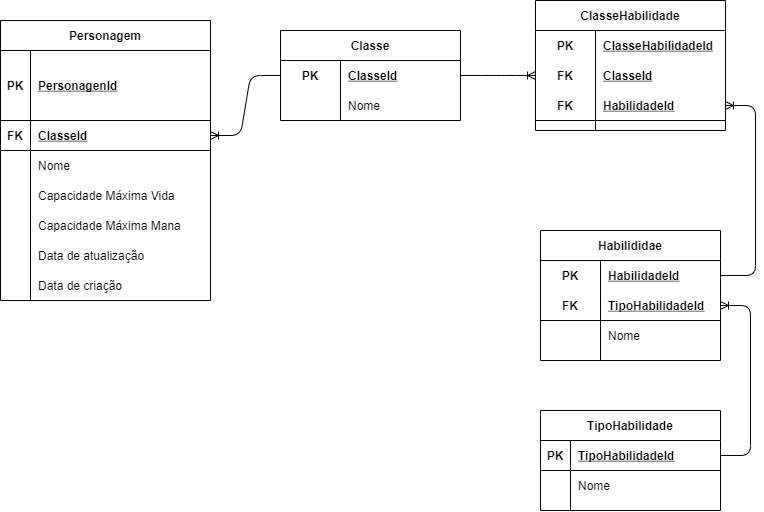 Personagem
PK PersonagenId
FK ClasseId
Nome
Capacidade Máxima Vida
Capacidade Máxima Mana
Data de atualização
Data de criação
Classe
PK ClasseId
Nome
ClasseHabilidade
PK ClasseHabildadeId
FK ClasseId
FK HabilidadeId
Habilididae
PK HabilidadeId
FK TipoHabilidadeId
Nome
TipoHabilidade
PK TipoHabilidadeId
Nome